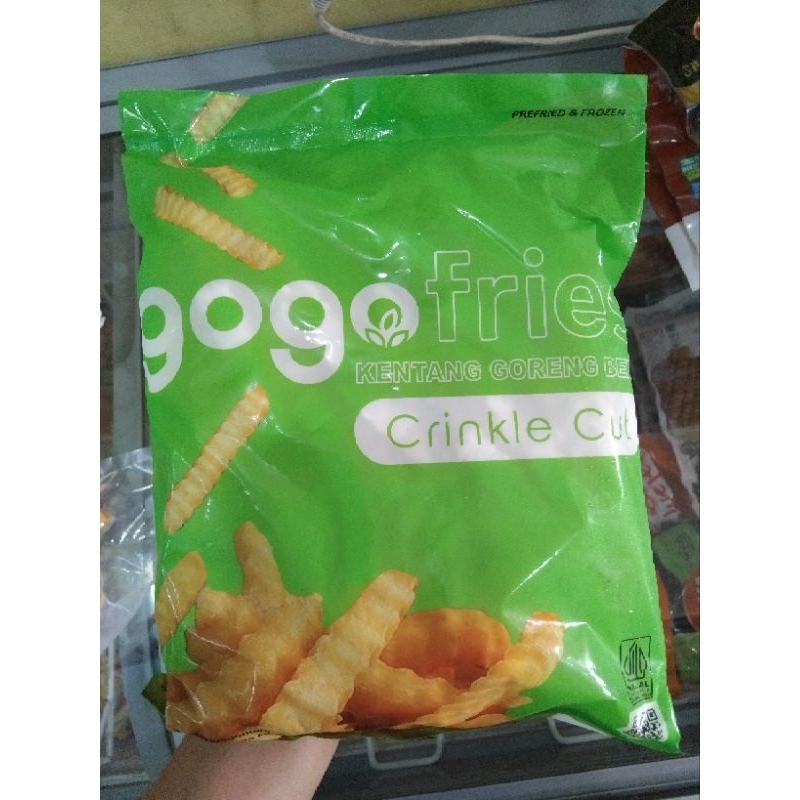 PREFRIED & FROZEN
gogofries
KENTANG GORENG BE
Crinkle Cut